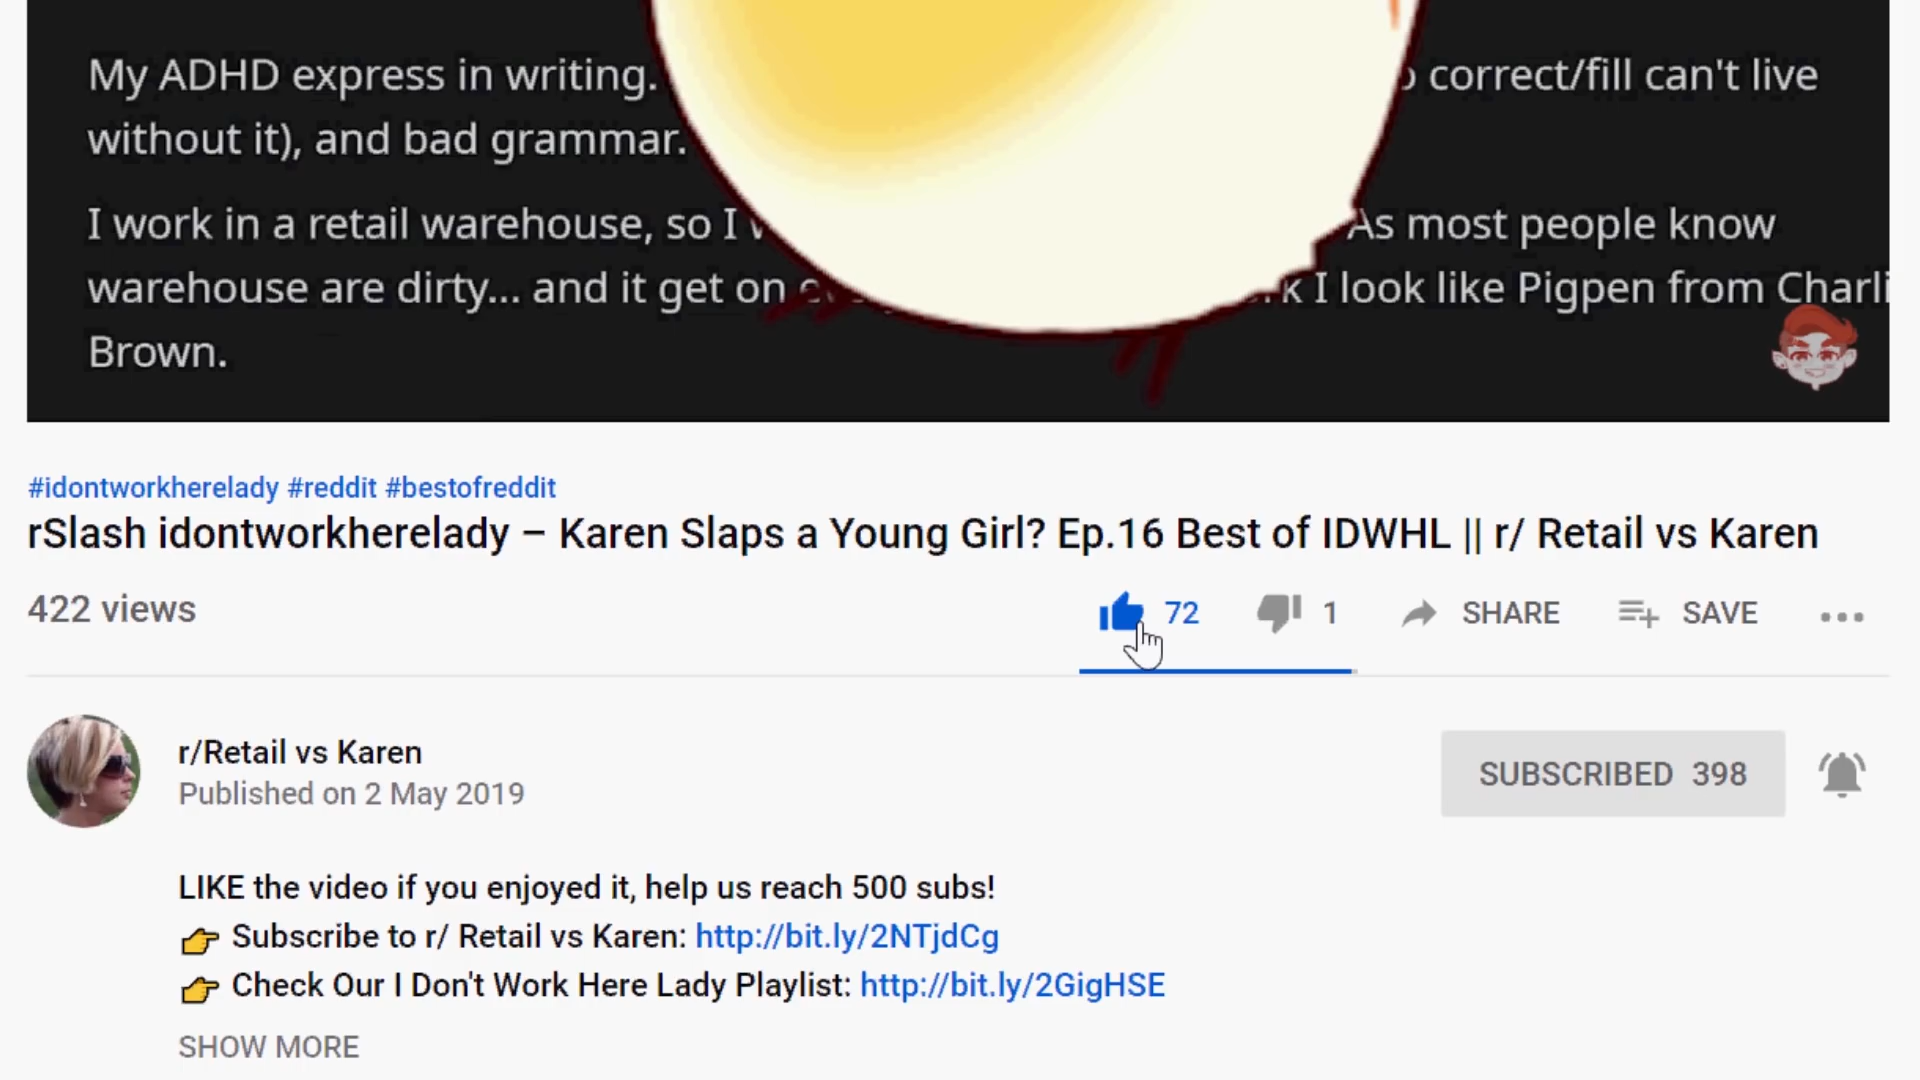 My ADHD express in writing. correct/fill can't live
without it), and bad grammar.
I work in a retail warehouse, so I As most people know
warehouse are dirty... and it get on I look like Pigpen from Charli
Brown.
#idontworkherelady #reddit #bestofreddit
rSlash idontworkherelady – Karen Slaps a Young Girl? Ep.16 Best of IDWHL || r/ Retail vs Karen
422 views
72 1 SHARE SAVE
r/Retail vs Karen
Published on 2 May 2019
SUBSCRIBED 398
LIKE the video if you enjoyed it, help us reach 500 subs!
👉 Subscribe to r/ Retail vs Karen: http://bit.ly/2NTjdCg
👉 Check Our I Don't Work Here Lady Playlist: http://bit.ly/2GigHSE
SHOW MORE